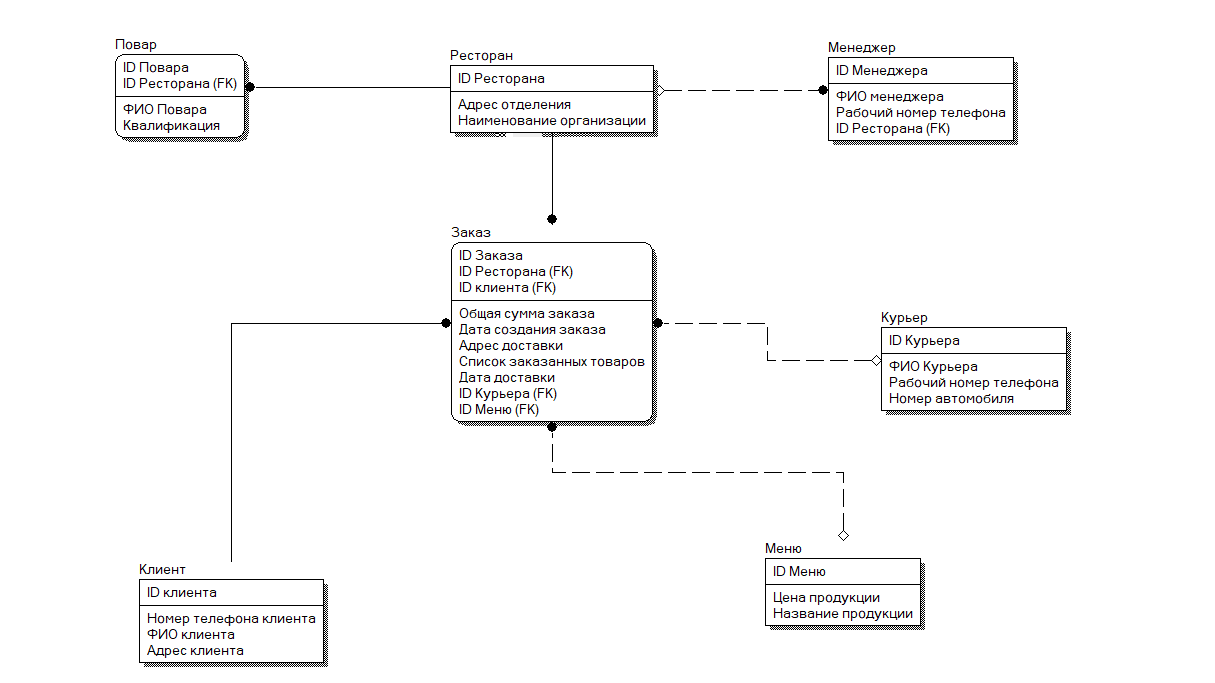 Повар
ID Повара
ID Ресторана (FK)
ФИО Повара
Квалификация
Ресторан
ID Ресторана
Адрес отделения
Наименование организации
Менеджер
ID Менеджера
ФИО менеджера
Рабочий номер телефона
ID Ресторана (FK)
Заказ
ID Заказа
ID Ресторана (FK)
ID клиента (FK)
Общая сумма заказа
Дата создания заказа
Адрес доставки
Список заказанных товаров
Дата доставки
ID Курьера (FK)
ID Меню (FK)
Курьер
ID Курьера
ФИО Курьера
Рабочий номер телефона
Номер автомобиля
Клиент
ID клиента
Номер телефона клиента
ФИО клиента
Адрес клиента
Меню
ID Меню
Цена продукции
Название продукции